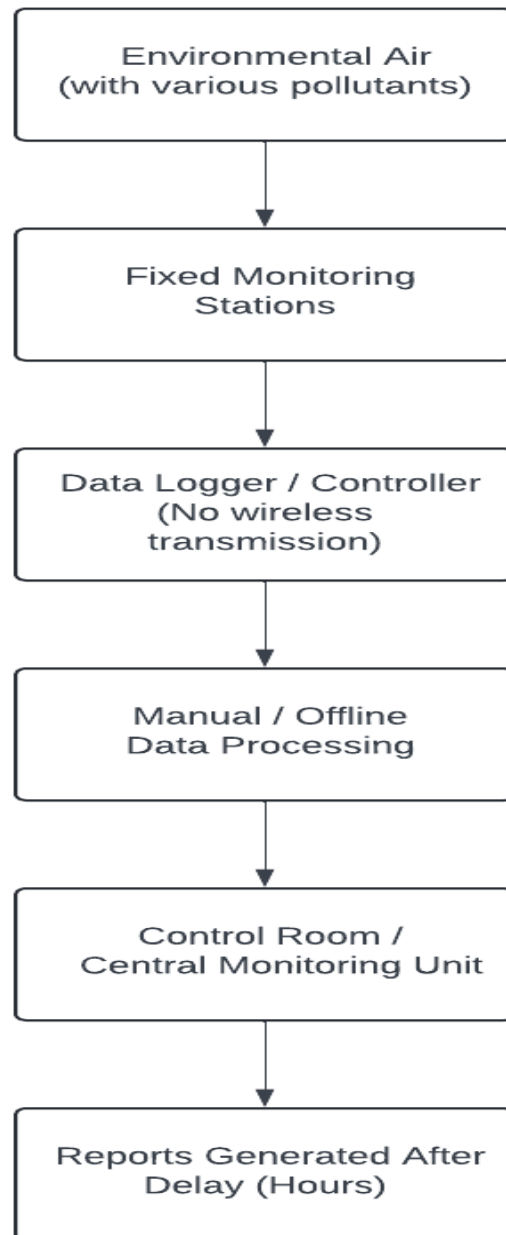 Environmental Air
(with various pollutants)
Fixed Monitoring
Stations
Data Logger / Controller
(No wireless
transmission)
Manual / Offline
Data Processing
Control Room /
Central Monitoring Unit
Reports Generated After
Delay (Hours)